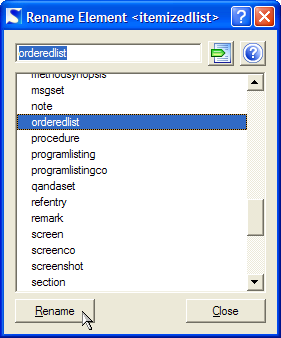 Rename Element <itemizedlist>
orderedlist
methodsynopsis
msgset
note
orderedlist
procedure
programlisting
programlistingco
qandaset
refentry
remark
screen
screenco
screenshot
section
Rename
Close